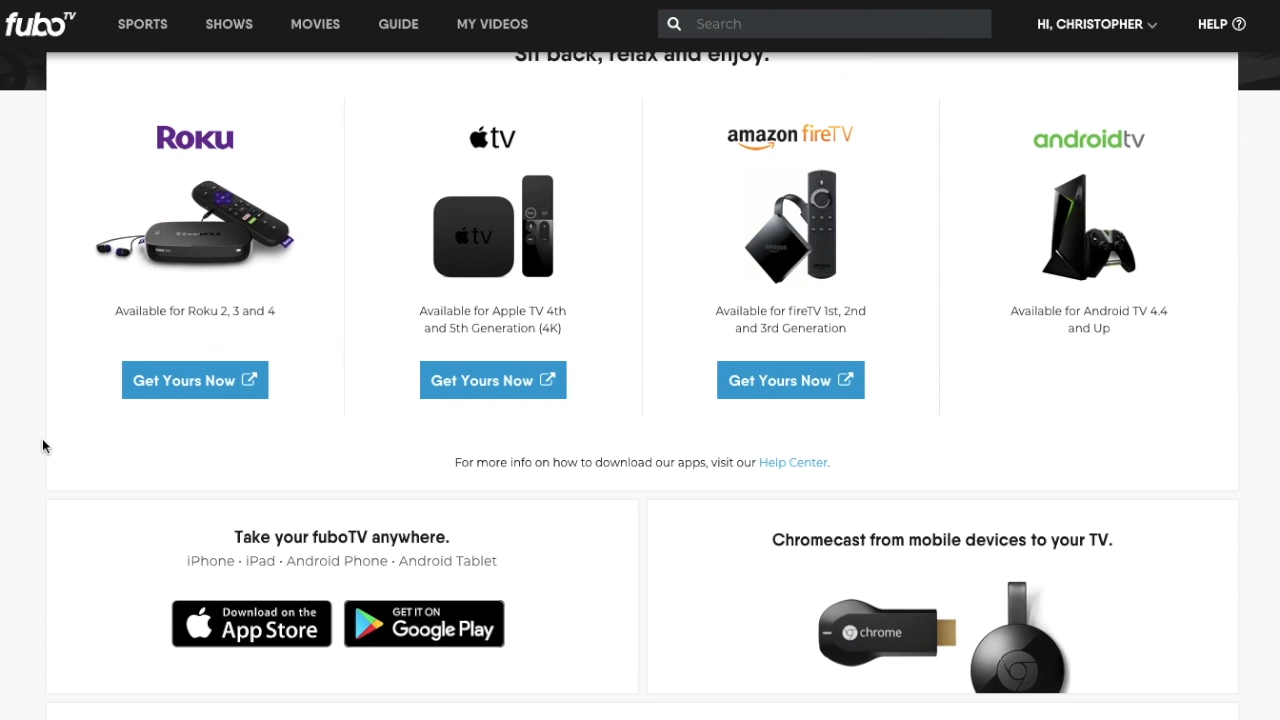 fuboTV
SPORTS
SHOWS
MOVIES
GUIDE
MY VIDEOS
Search
HI, CHRISTOPHER
HELP
Sit back, relax and enjoy.
Roku
tv
amazon fireTV
androidtv
tv
amazon
Available for Roku 2, 3 and 4
Available for Apple TV 4th
and 5th Generation (4K)
Available for fireTV 1st, 2nd
and 3rd Generation
Available for Android TV 4.4
and Up
Get Yours Now
Get Yours Now
Get Yours Now
For more info on how to download our apps, visit our Help Center.
Take your fuboTV anywhere.
iPhone • iPad • Android Phone • Android Tablet
Download on the
App Store
GET IT ON
Google Play
Chromecast from mobile devices to your TV.
chrome